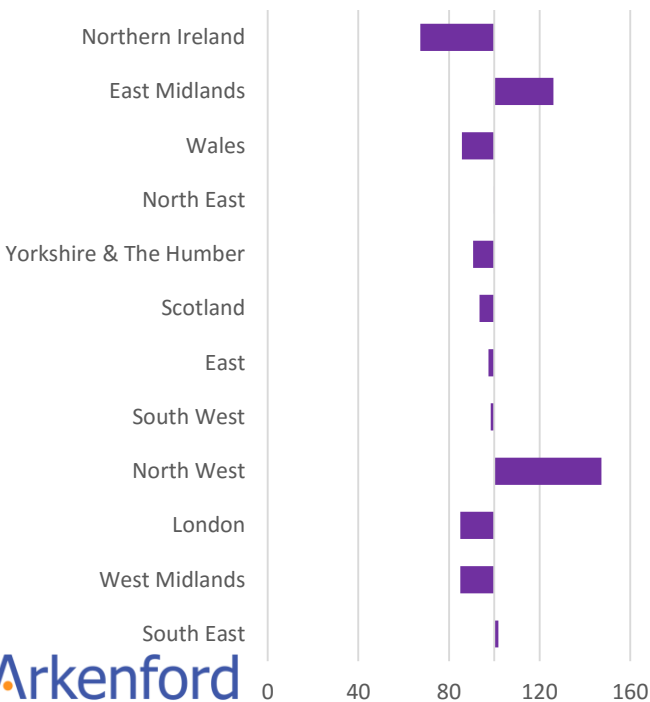 Northern Ireland
East Midlands
Wales
North East
Yorkshire & The Humber
Scotland
East
South West
North West
London
West Midlands
South East
Arkenford
0 40 80 120 160